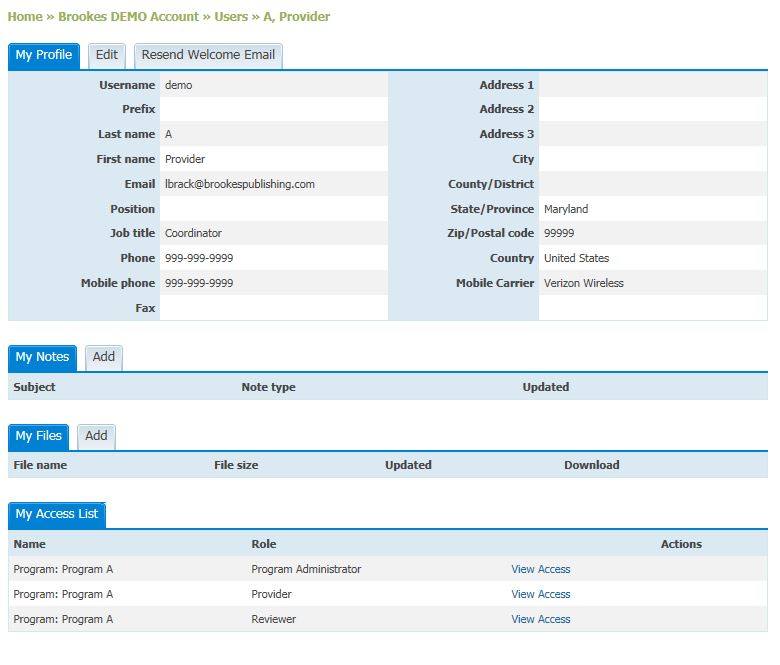 Home » Brookes DEMO Account » Users » A, Provider
My Profile Edit Resend Welcome Email
Username demo Address 1
Prefix Address 2
Last name A Address 3
First name Provider City
Email lbrack@brookespublishing.com County/District
Position State/Province Maryland
Job title Coordinator Zip/Postal code 99999
Phone 999-999-9999 Country United States
Mobile phone 999-999-9999 Mobile Carrier Verizon Wireless
Fax
My Notes Add
Subject Note type Updated
My Files Add
File name File size Updated Download
My Access List
Name Role Actions
Program: Program A Program Administrator View Access
Program: Program A Provider View Access
Program: Program A Reviewer View Access